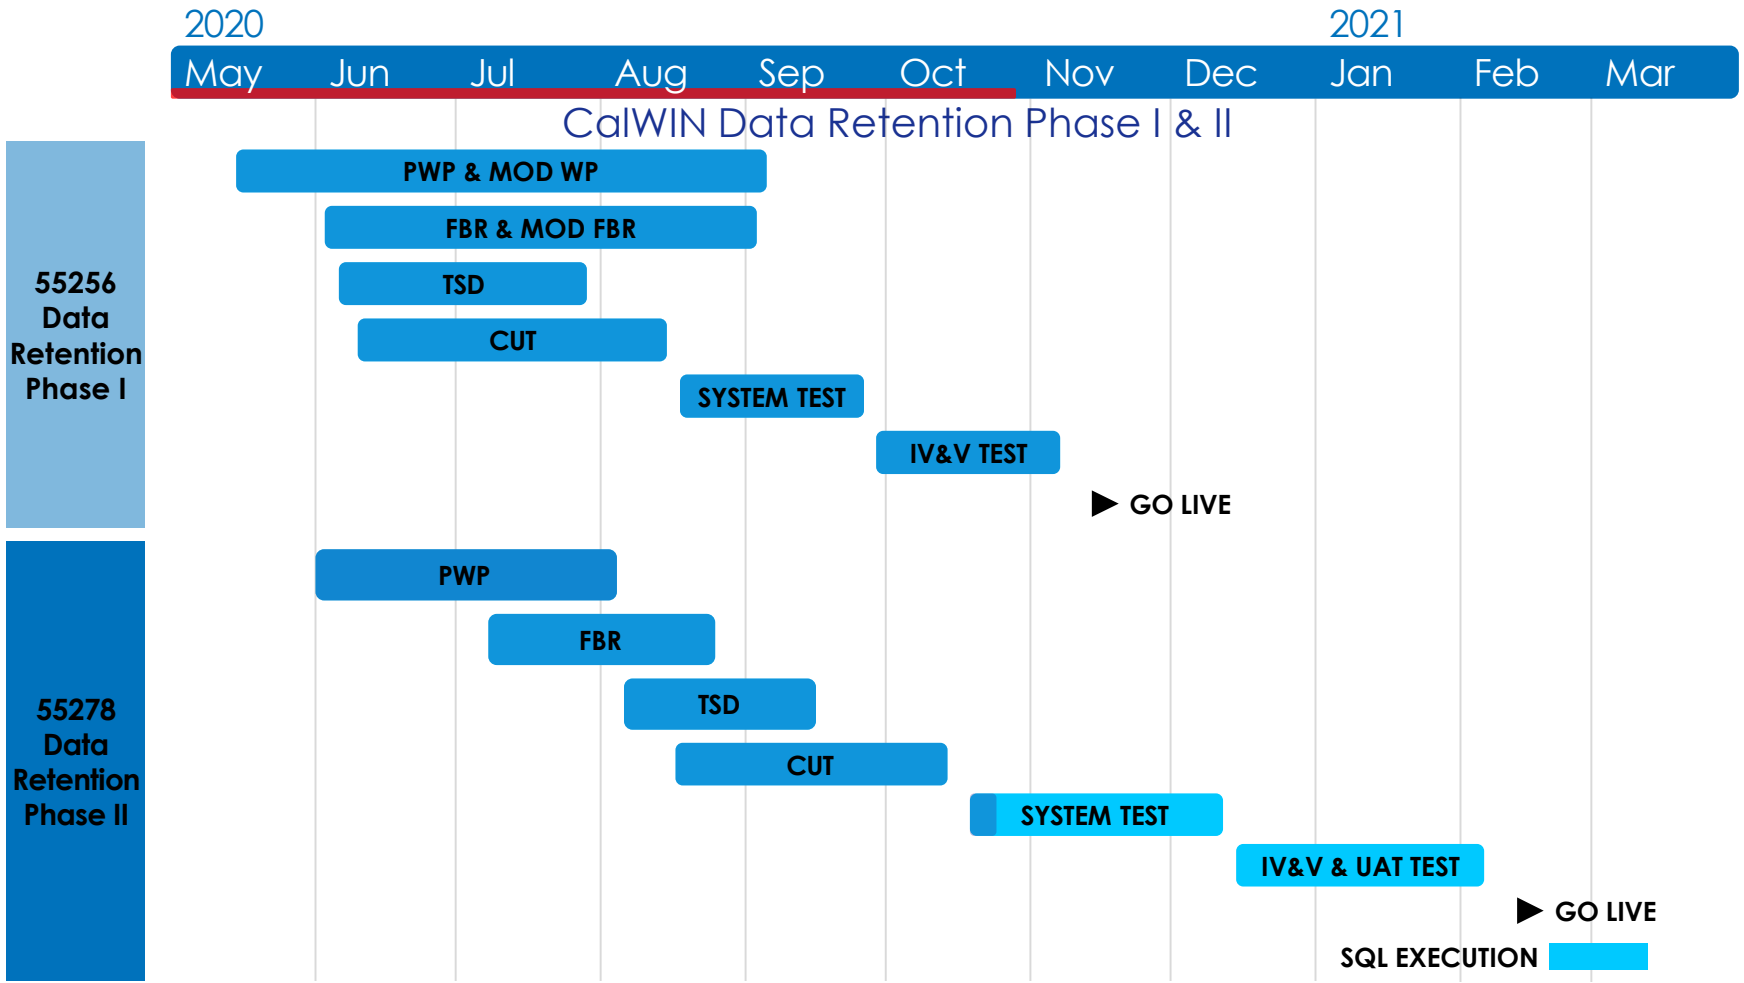 2020 2021
May Jun Jul Aug Sep Oct Nov Dec Jan Feb Mar
CalWIN Data Retention Phase I & II
55256
Data
Retention
Phase I
PWP & MOD WP
FBR & MOD FBR
TSD
CUT
SYSTEM TEST
IV&V TEST
GO LIVE
55278
Data
Retention
Phase II
PWP
FBR
TSD
CUT
SYSTEM TEST
IV&V & UAT TEST
GO LIVE
SQL EXECUTION